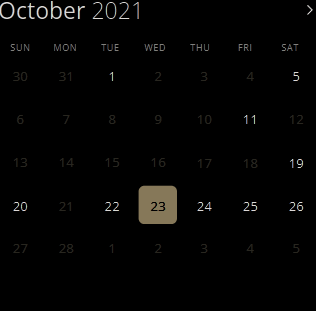 October 2021 >
SUN MON TUE WED THU FRI SAT
30 31 1 2 3 4 5
6 7 8 9 10 11 12
13 14 15 16 17 18 19
20 21 22 23 24 25 26
27 28 1 2 3 4 5